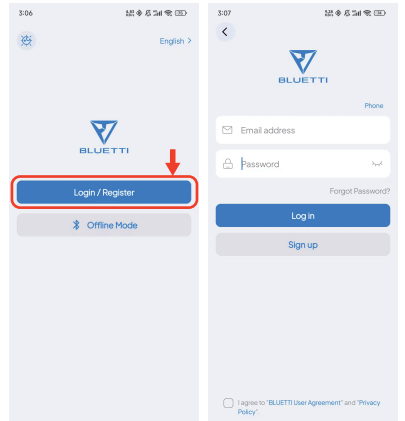 3:06
English >
BLUETTI
Login / Register
Offline Mode
3:07
BLUETTI
Phone
Email address
Password
Forgot Password?
Log in
Sign up
I agree to "BLUETTI User Agreement" and "Privacy
Policy".